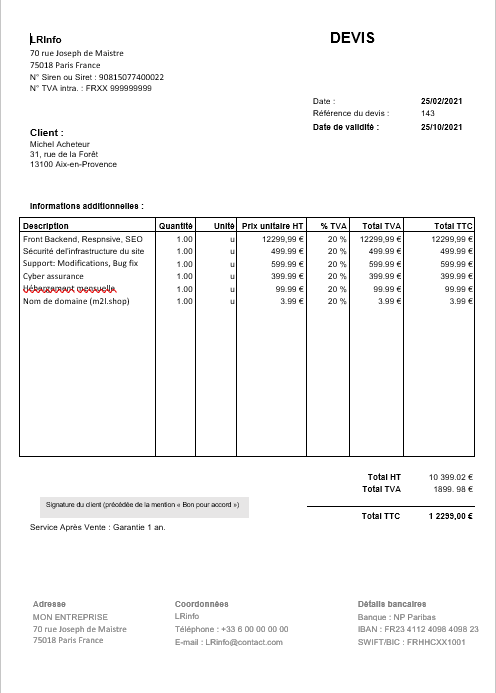 LRInfo
DEVIS
70 rue Joseph de Maistre
75018 Paris France
N° Siren ou Siret : 90815077400022
N° TVA intra. : FRXX 999999999
Date : 25/02/2021
Référence du devis : 143
Date de validité : 25/10/2021
Client :
Michel Acheteur
31, rue de la Forêt
13100 Aix-en-Provence
Informations additionnelles :
Description Quantité Unité Prix unitaire HT % TVA Total TVA Total TTC
Front Backend, Respnsive, SEO 1.00 u 12299,99 € 20 % 12299,99 € 12299,99 €
Sécurité del'infrastructure du site 1.00 u 499.99 € 20 % 499.99 € 499.99 €
Support: Modifications, Bug fix 1.00 u 599.99 € 20 % 599.99 € 599.99 €
Cyber assurance 1.00 u 399.99 € 20 % 399.99 € 399.99 €
Hébergament mensuelle 1.00 u 99.99 € 20 % 99.99 € 99.99 €
Nom de domaine (m2l.shop) 1.00 u 3.99 € 20 % 3.99 € 3.99 €
Total HT 10 399.02 €
Total TVA 1899. 98 €
Total TTC 1 2299,00 €
Signature du client (précédée de la mention « Bon pour accord »)
Service Après Vente : Garantie 1 an.
Adresse Coordonnées Détails bancaires
MON ENTREPRISE LRinfo Banque : NP Paribas
70 rue Joseph de Maistre Téléphone : +33 6 00 00 00 00 IBAN : FR23 4112 4098 4098 23
75018 Paris France E-mail : LRinfo@contact.com SWIFT/BIC : FRHHCXX1001